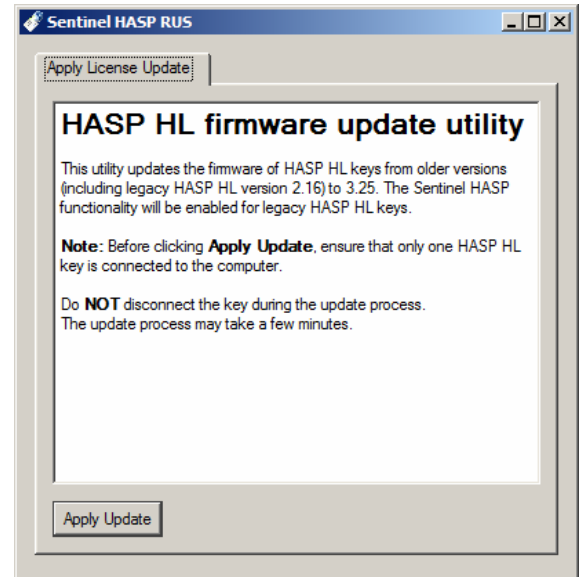 Sentinel HASP RUS
Apply License Update
HASP HL firmware update utility
This utility updates the firmware of HASP HL keys from older versions
(including legacy HASP HL version 2.16) to 3.25. The Sentinel HASP
functionality will be enabled for legacy HASP HL keys.
Note: Before clicking Apply Update, ensure that only one HASP HL
key is connected to the computer.
Do NOT disconnect the key during the update process.
The update process may take a few minutes.
Apply Update